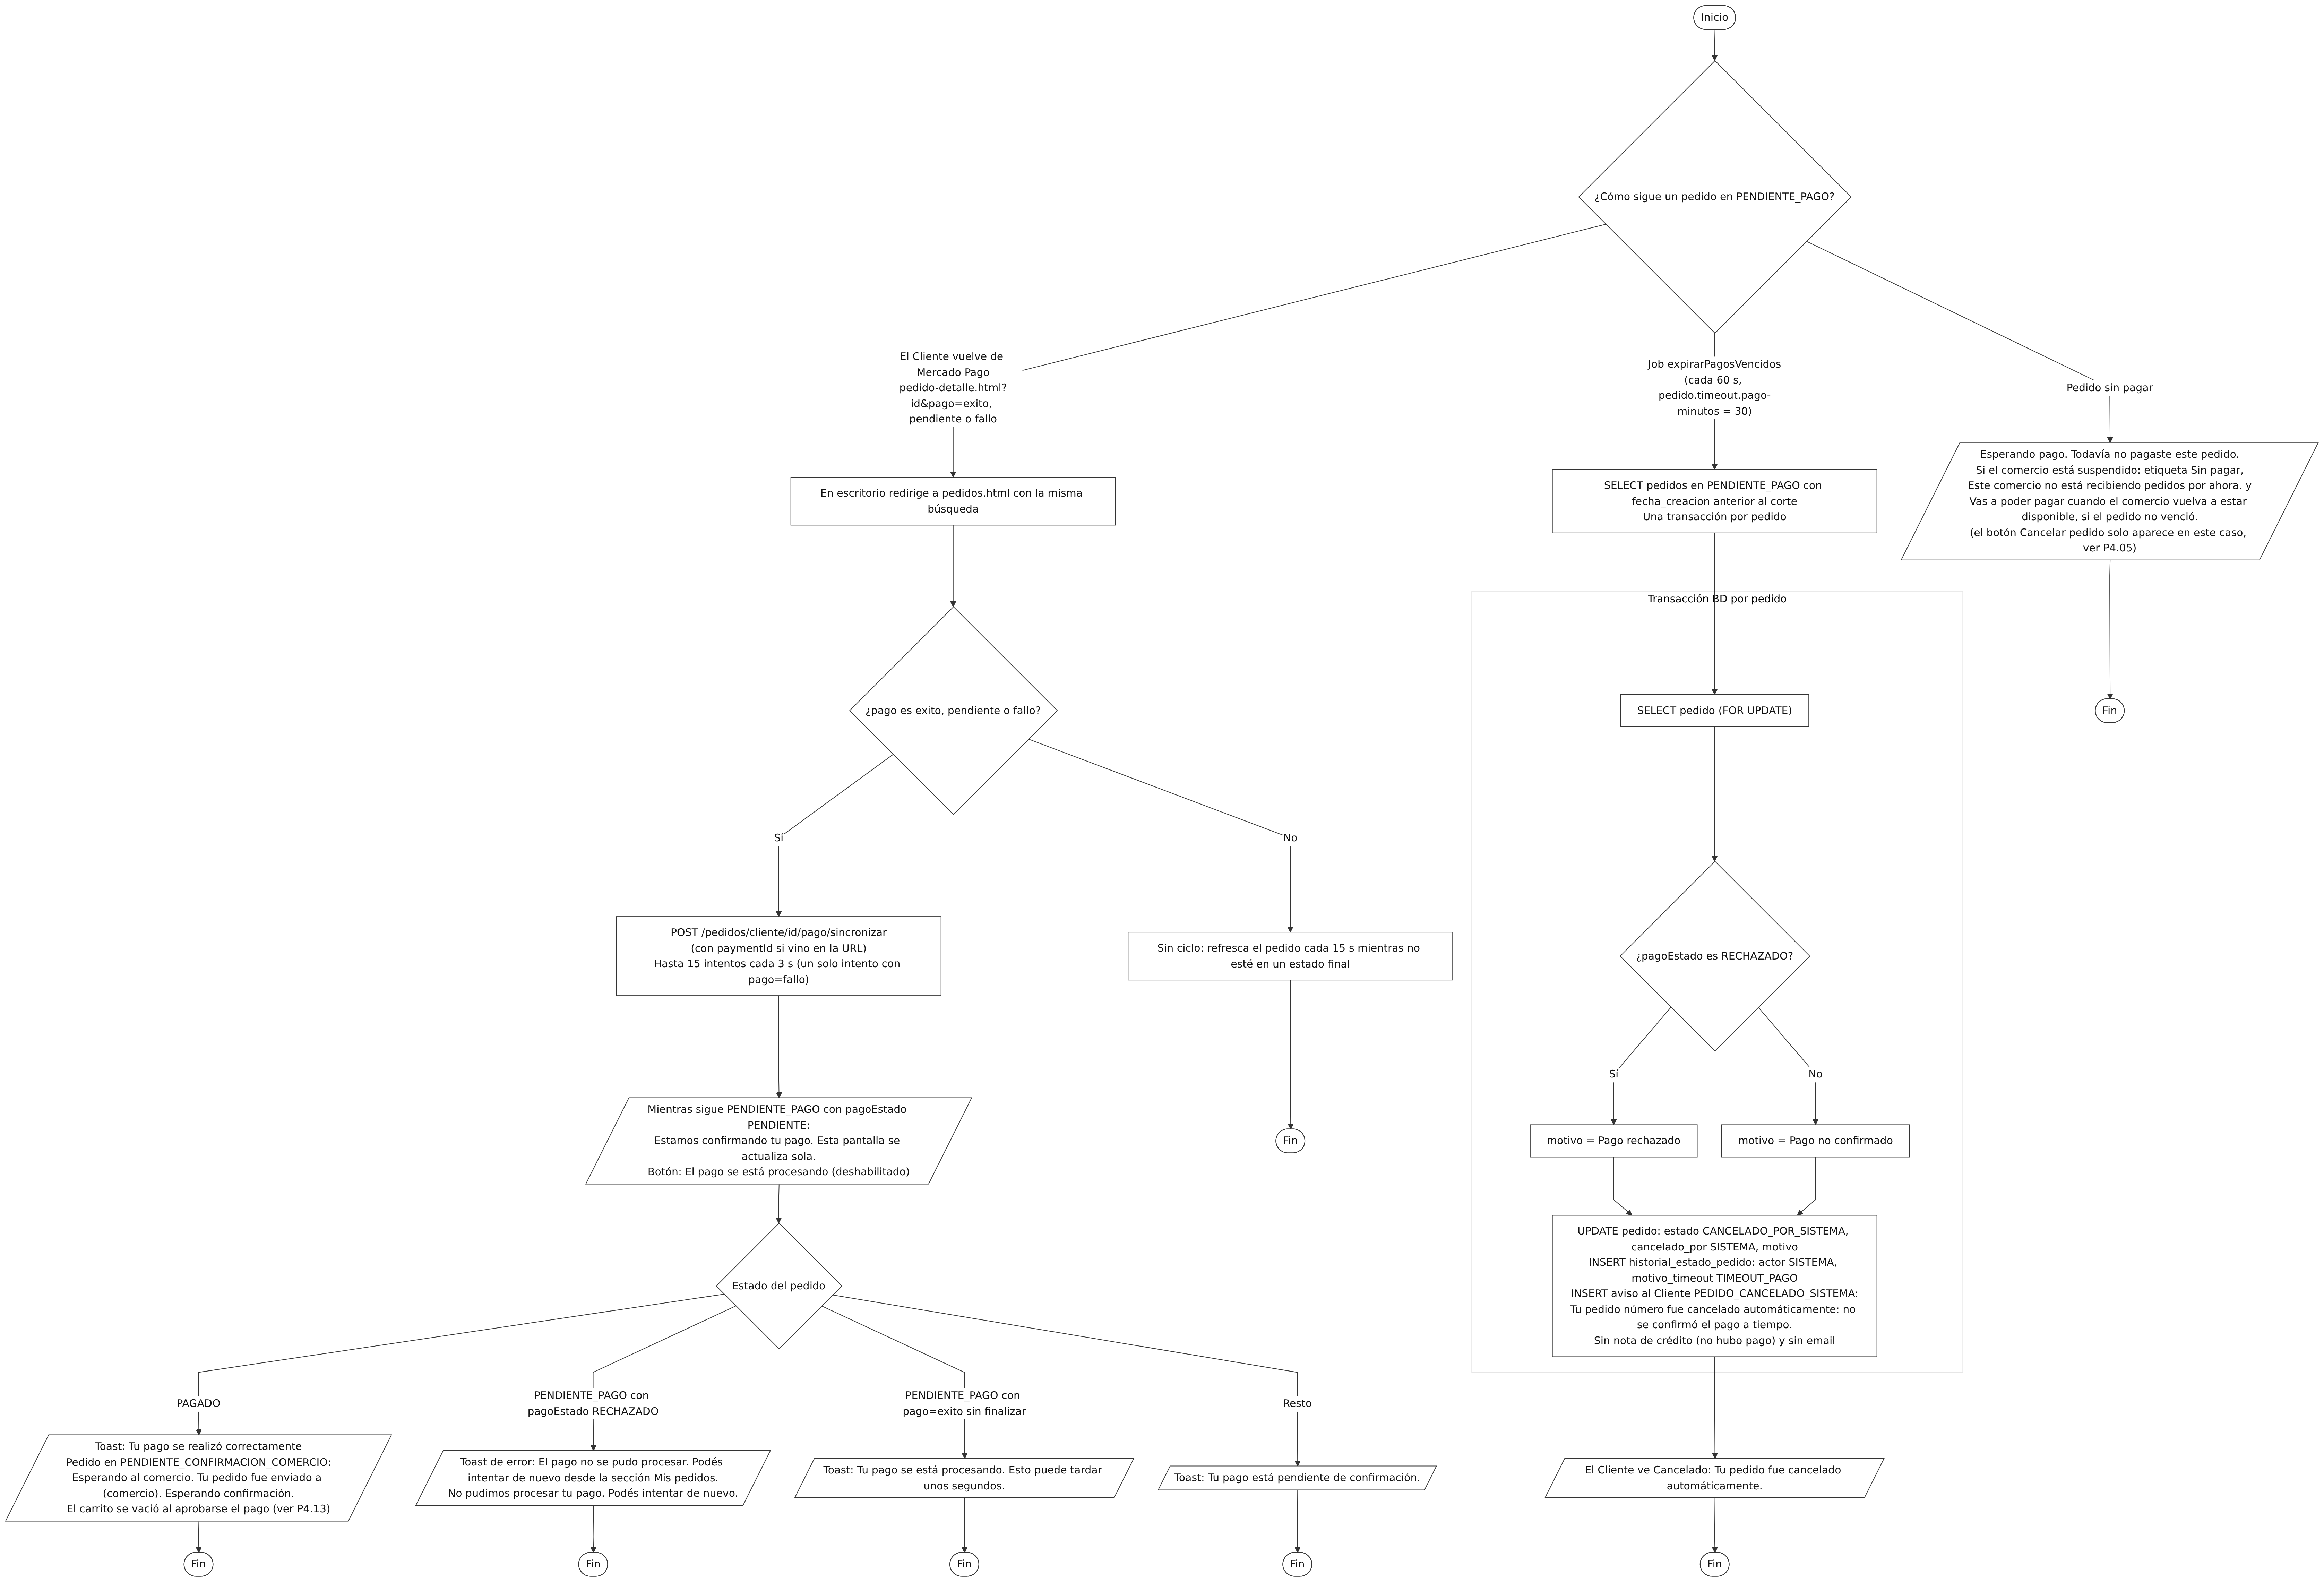 Inicio
¿Cómo sigue un pedido en PENDIENTE_PAGO?
El Cliente vuelve de
Mercado Pago
pedido-detalle.html?
id&pago=exito,
pendiente o fallo
Job expirarPagosVencidos
(cada 60 s,
pedido.timeout.pago-
minutos = 30)
Pedido sin pagar
En escritorio redirige a pedidos.html con la misma
búsqueda
SELECT pedidos en PENDIENTE_PAGO con
fecha_creacion anterior al corte
Una transacción por pedido
Esperando pago. Todavía no pagaste este pedido.
Si el comercio está suspendido: etiqueta Sin pagar,
Este comercio no está recibiendo pedidos por ahora. y
Vas a poder pagar cuando el comercio vuelva a estar
disponible, si el pedido no venció.
(el botón Cancelar pedido solo aparece en este caso,
ver P4.05)
Transacción BD por pedido
¿pago es exito, pendiente o fallo?
SELECT pedido (FOR UPDATE)
Fin
Sí
No
POST /pedidos/cliente/id/pago/sincronizar
(con paymentId si vino en la URL)
Hasta 15 intentos cada 3 s (un solo intento con
pago=fallo)
Sin ciclo: refresca el pedido cada 15 s mientras no
esté en un estado final
¿pagoEstado es RECHAZADO?
Sí
No
Mientras sigue PENDIENTE_PAGO con pagoEstado
PENDIENTE:
Estamos confirmando tu pago. Esta pantalla se
actualiza sola.
Botón: El pago se está procesando (deshabilitado)
Fin
motivo = Pago rechazado
motivo = Pago no confirmado
Estado del pedido
UPDATE pedido: estado CANCELADO_POR_SISTEMA,
cancelado_por SISTEMA, motivo
INSERT historial_estado_pedido: actor SISTEMA,
motivo_timeout TIMEOUT_PAGO
INSERT aviso al Cliente PEDIDO_CANCELADO_SISTEMA:
Tu pedido número fue cancelado automáticamente: no
se confirmó el pago a tiempo.
Sin nota de crédito (no hubo pago) y sin email
PAGADO
PENDIENTE_PAGO con
pagoEstado RECHAZADO
PENDIENTE_PAGO con
pago=exito sin finalizar
Resto
Toast: Tu pago se realizó correctamente
Pedido en PENDIENTE_CONFIRMACION_COMERCIO:
Esperando al comercio. Tu pedido fue enviado a
(comercio). Esperando confirmación.
El carrito se vació al aprobarse el pago (ver P4.13)
Toast de error: El pago no se pudo procesar. Podés
intentar de nuevo desde la sección Mis pedidos.
No pudimos procesar tu pago. Podés intentar de nuevo.
Toast: Tu pago se está procesando. Esto puede tardar
unos segundos.
Toast: Tu pago está pendiente de confirmación.
El Cliente ve Cancelado: Tu pedido fue cancelado
automáticamente.
Fin
Fin
Fin
Fin
Fin